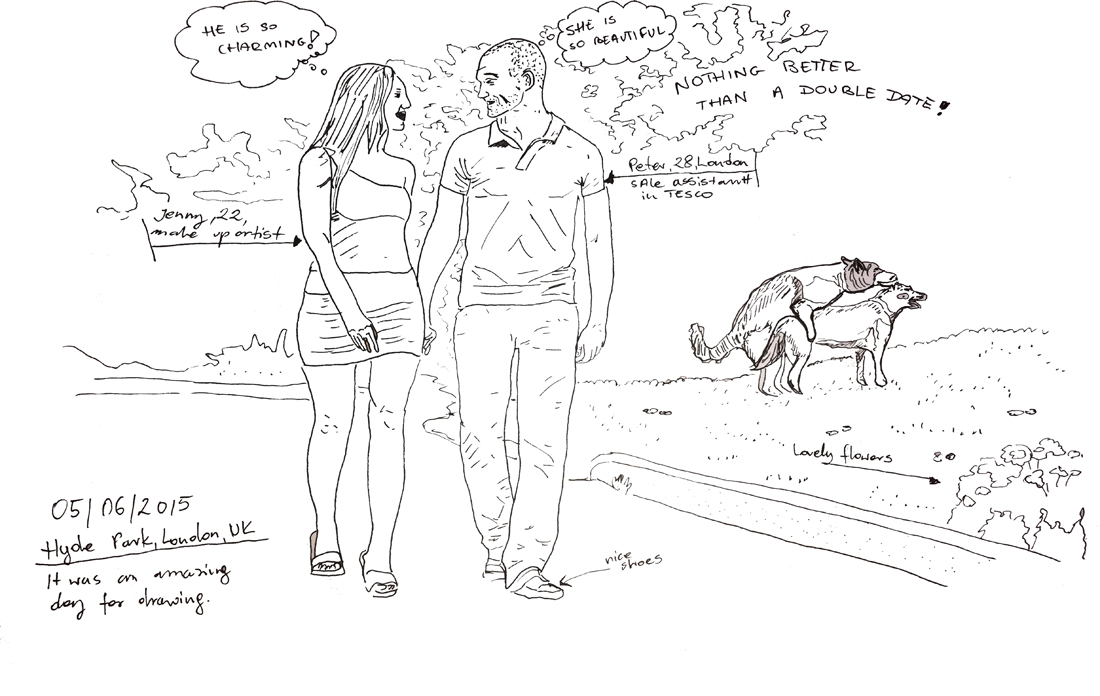 HE IS SO
CHARMING!
SHE IS
SO BEAUTIFUL
NOTHING BETTER
THAN A DOUBLE DATE!
Peter, 28, London
SAle assistantt
in TESCO
Jenny, 22,
make up artist
Lovely flowers
05/06/2015
Hyde Park, London, UK
It was an amazing
day for drawing.
nice
shoes